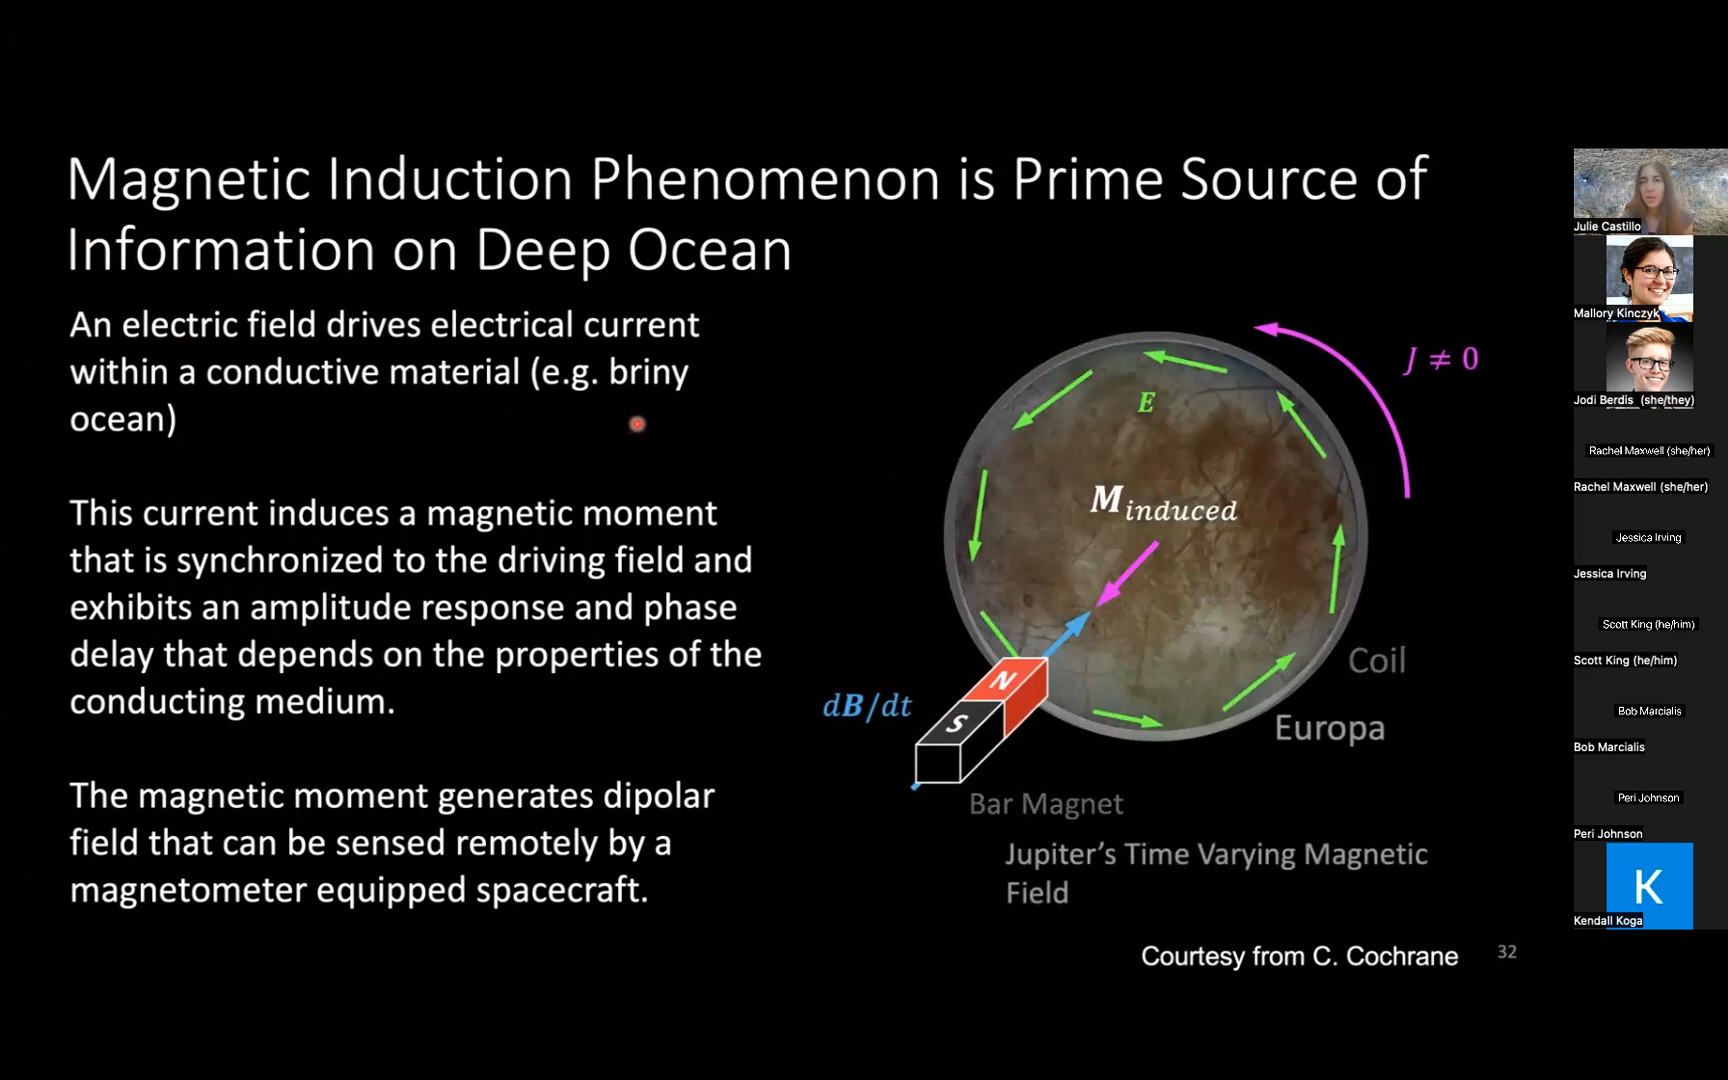 Magnetic Induction Phenomenon is Prime Source of
Information on Deep Ocean
An electric field drives electrical current
within a conductive material (e.g. briny
ocean)
This current induces a magnetic moment
that is synchronized to the driving field and
exhibits an amplitude response and phase
delay that depends on the properties of the
conducting medium.
The magnetic moment generates dipolar
field that can be sensed remotely by a
magnetometer equipped spacecraft.
J ≠ 0
E
M induced
Coil
Europa
N
S
dB/dt
Bar Magnet
Jupiter's Time Varying Magnetic
Field
Courtesy from C. Cochrane
32
Julie Castillo
Mallory Kinczyk
Jodi Berdis (she/they)
Rachel Maxwell (she/her)
Rachel Maxwell (she/her)
Jessica Irving
Jessica Irving
Scott King (he/him)
Scott King (he/him)
Bob Marcialis
Bob Marcialis
Peri Johnson
Peri Johnson
K
Kendall Koga